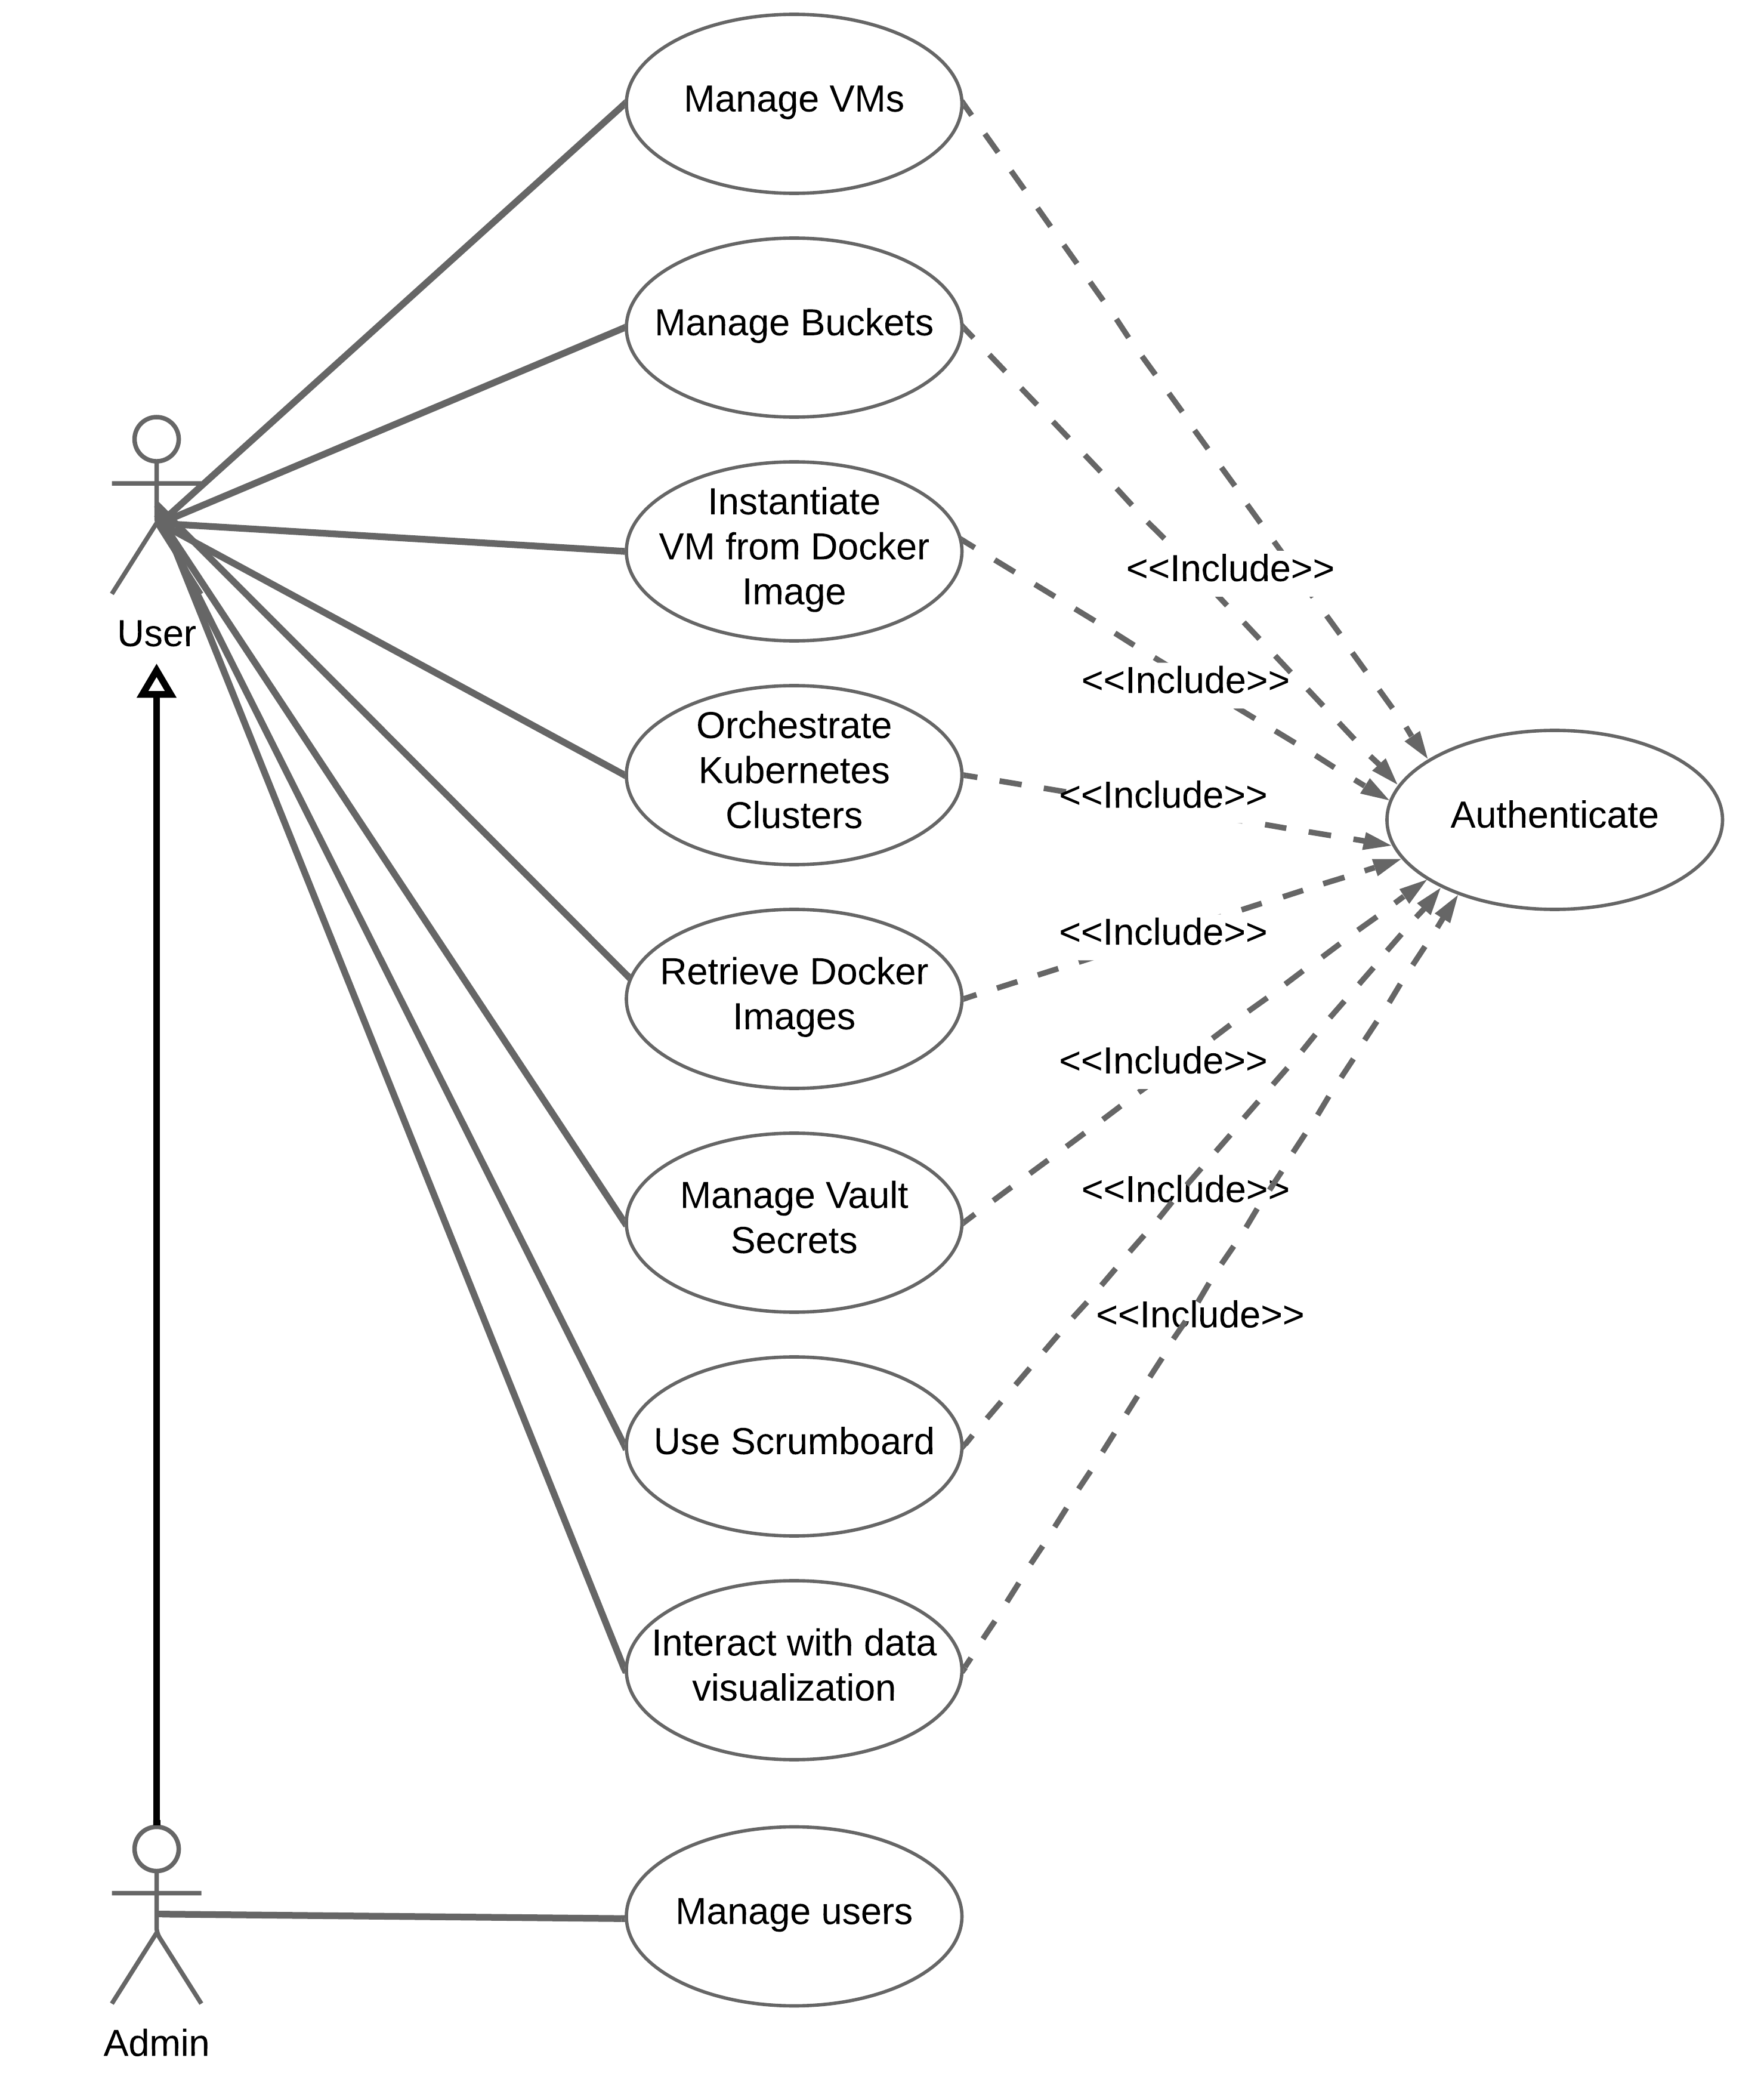 Manage VMs
Manage Buckets
Instantiate
VM from Docker
Image
<<Include>>
User
<<Include>>
Orchestrate
Kubernetes
Clusters
<<Include>>
Authenticate
<<Include>>
Retrieve Docker
Images
<<Include>>
Manage Vault
Secrets
<<Include>>
<<Include>>
Use Scrumboard
Interact with data
visualization
Manage users
Admin